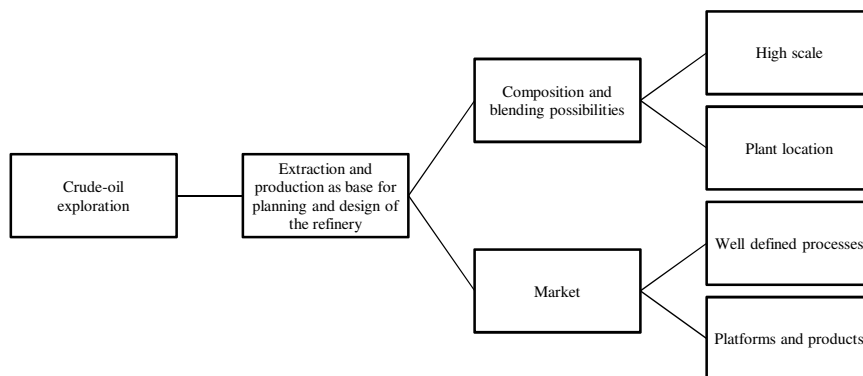 Crude-oil
exploration
Extraction and
production as base for
planning and design of
the refinery
Composition and
blending possibilities
Market
High scale
Plant location
Well defined processes
Platforms and products